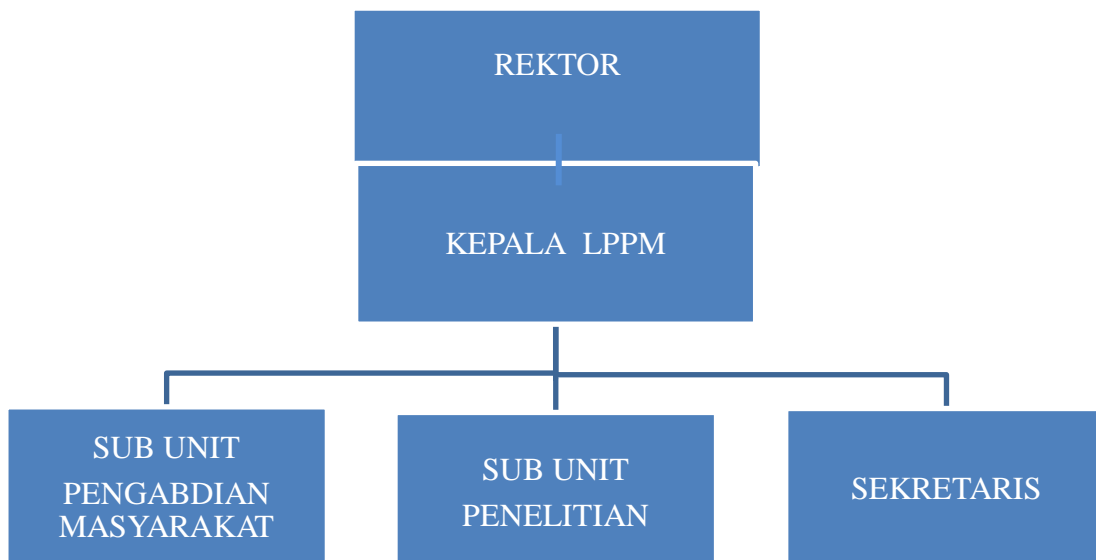 REKTOR
KEPALA LPPM
SUB UNIT
PENGABDIAN
MASYARAKAT
SUB UNIT
PENELITIAN
SEKRETARIS